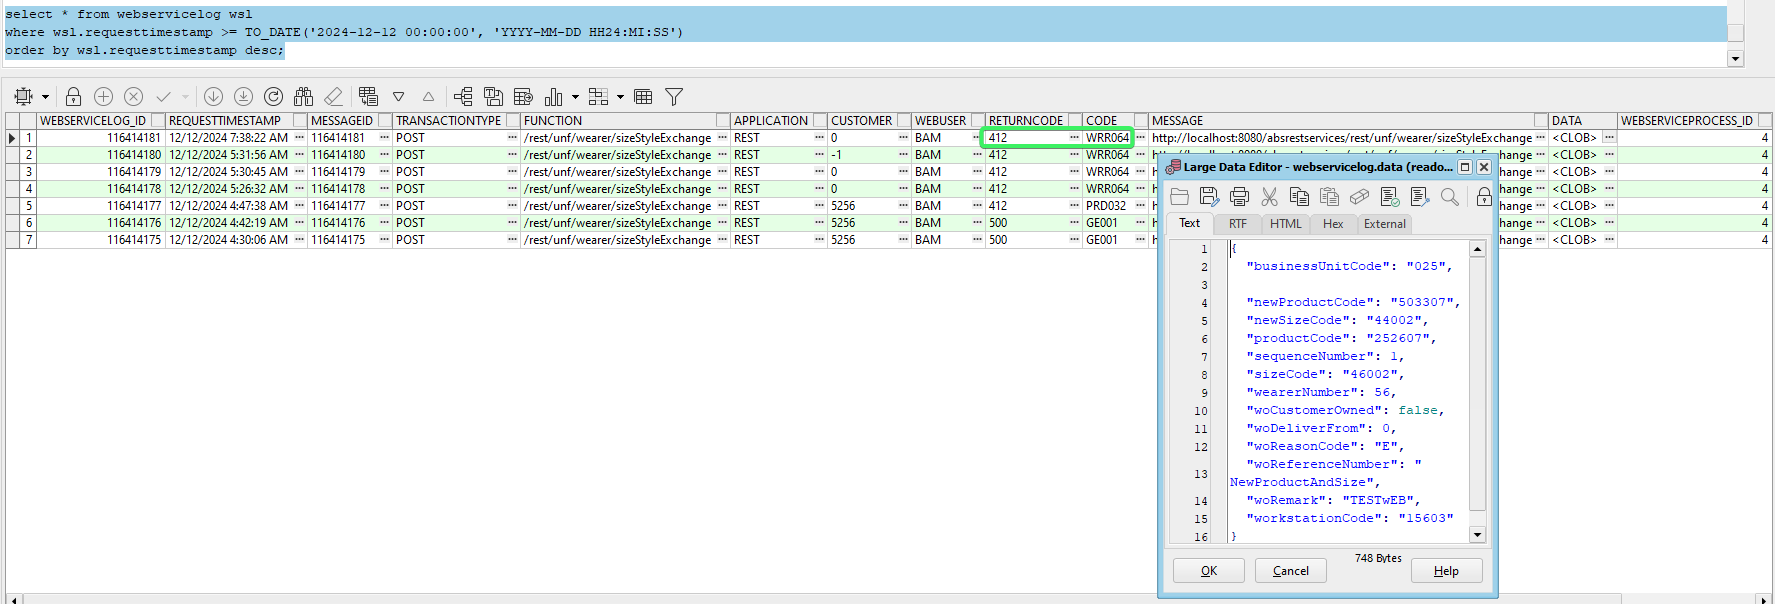 select * from webservicelog wsl
where wsl.requesttimestamp >= TO_DATE('2024-12-12 00:00:00', 'YYYY-MM-DD HH24:MI:SS')
order by wsl.requesttimestamp desc;
WEBSERVICELOG_ID REQUESTTIMESTAMP MESSAGEID TRANSACTIONTYPE FUNCTION APPLICATION CUSTOMER WEBUSER RETURNCODE CODE MESSAGE DATA WEBSERVICEPROCESS_ID
1 116414181 12/12/2024 7:38:22 AM 116414181 POST /rest/unf/wearer/sizeStyleExchange REST 0 BAM 412 WRR064 http://localhost:8080/absrestservices/rest/unf/wearer/sizeStyleExchange <CLOB> 4
2 116414180 12/12/2024 5:31:56 AM 116414180 POST /rest/unf/wearer/sizeStyleExchange REST -1 BAM 412 WRR064 <CLOB> 4
3 116414179 12/12/2024 5:30:45 AM 116414179 POST /rest/unf/wearer/sizeStyleExchange REST 0 BAM 412 WRR064 hange <CLOB> 4
4 116414178 12/12/2024 5:26:32 AM 116414178 POST /rest/unf/wearer/sizeStyleExchange REST 0 BAM 412 WRR064 hange <CLOB> 4
5 116414177 12/12/2024 4:47:38 AM 116414177 POST /rest/unf/wearer/sizeStyleExchange REST 5256 BAM 412 PRD032 hange <CLOB> 4
6 116414176 12/12/2024 4:42:19 AM 116414176 POST /rest/unf/wearer/sizeStyleExchange REST 5256 BAM 500 GE001 hange <CLOB> 4
7 116414175 12/12/2024 4:30:06 AM 116414175 POST /rest/unf/wearer/sizeStyleExchange REST 5256 BAM 500 GE001 hange <CLOB> 4
Large Data Editor - webservicelog.data (reado...
Text RTF HTML Hex External
1 {
2 "businessUnitCode": "025",
3
4 "newProductCode": "503307",
5 "newSizeCode": "44002",
6 "productCode": "252607",
7 "sequenceNumber": 1,
8 "sizeCode": "46002",
9 "wearerNumber": 56,
10 "woCustomerOwned": false,
11 "woDeliverFrom": 0,
12 "woReasonCode": "E",
13 "woReferenceNumber": "
NewProductAndSize",
14 "woRemark": "TESTwEB",
15 "workstationCode": "15603"
16 }
748 Bytes
OK Cancel Help